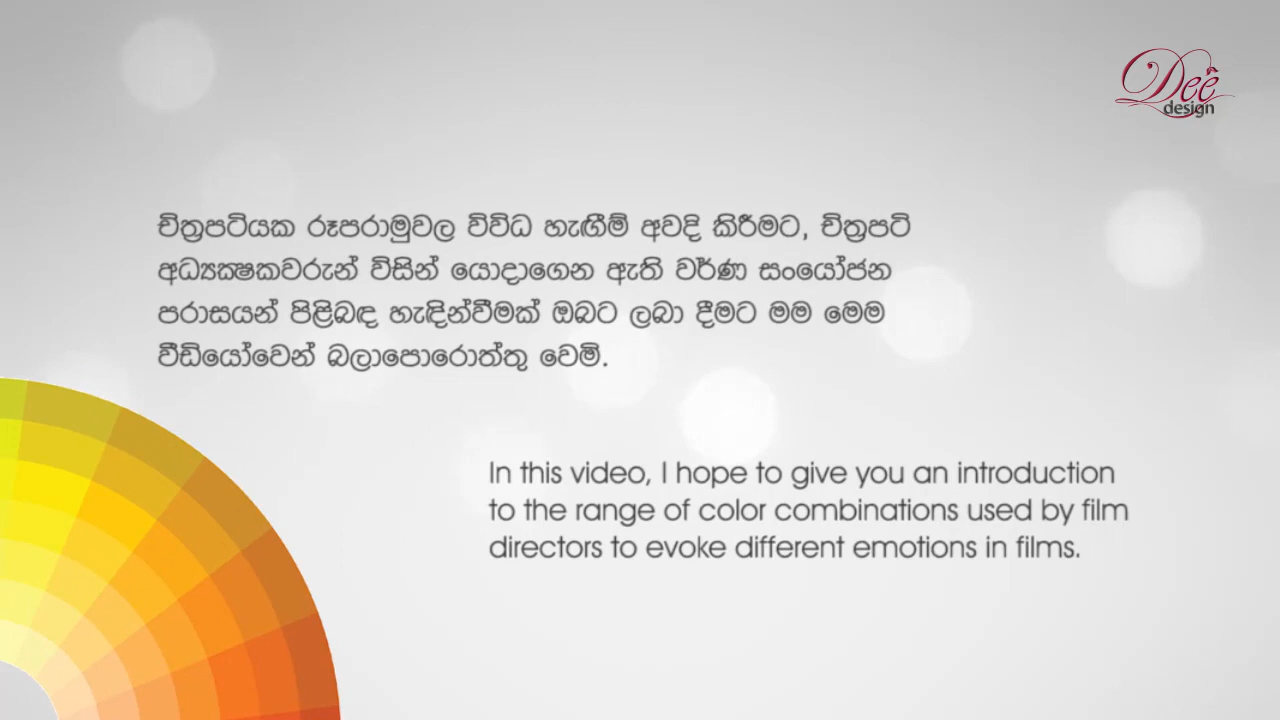 Dee
design
චිත්‍රපටියක රූපරාමුවල විවිධ හැඟීම් අවදි කිරීමට, චිත්‍රපටි
අධ්‍යක්ෂකවරුන් විසින් යොදාගෙන ඇති වර්ණ සංයෝජන
පරාසයන් පිළිබඳ හැඳින්වීමක් ඔබට ලබා දීමට මම මෙම
වීඩියෝවෙන් බලාපොරොත්තු වෙමි.
In this video, I hope to give you an introduction
to the range of color combinations used by film
directors to evoke different emotions in films.